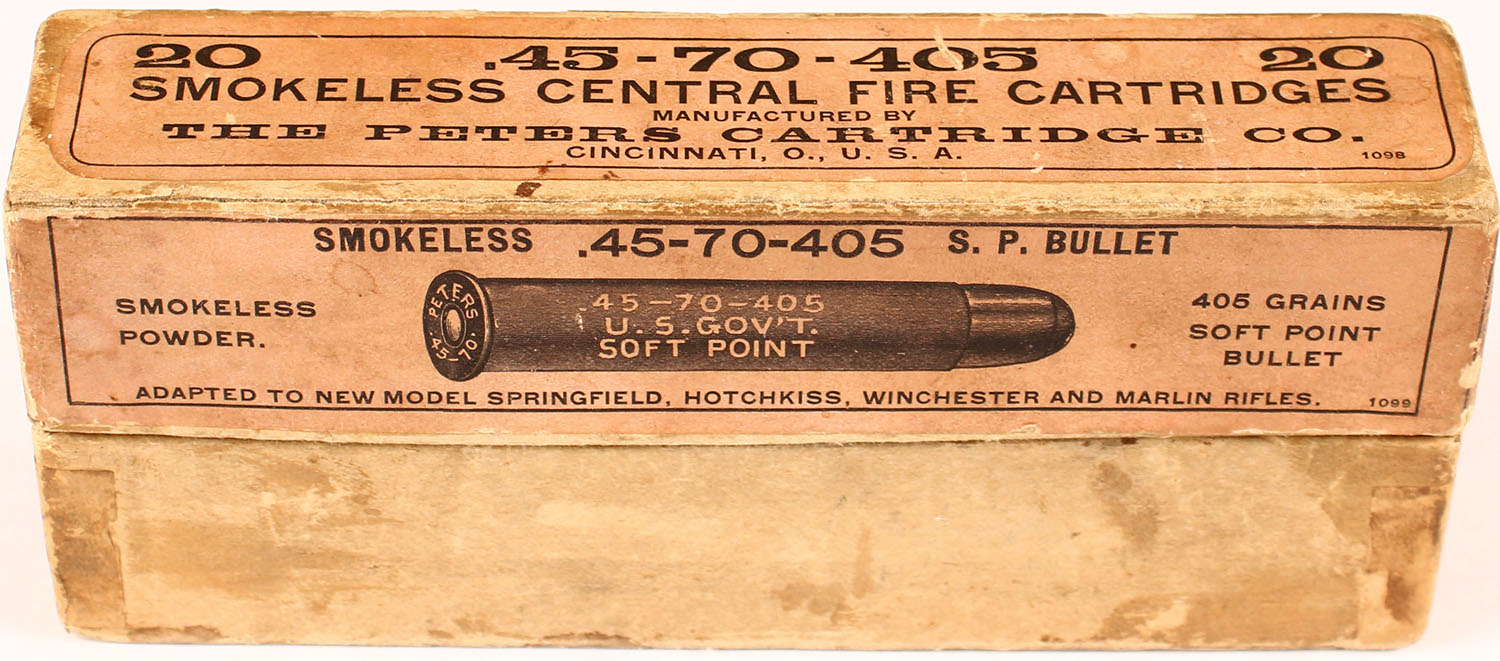 20 .45-70-405 20
SMOKELESS CENTRAL FIRE CARTRIDGES
MANUFACTURED BY
THE PETERS CARTRIDGE CO.
CINCINNATI, O., U. S. A.
1098
SMOKELESS .45-70-405 S. P. BULLET
SMOKELESS
POWDER.
PETERS
.45-70.
.45-70-405
U. S. GOV'T.
SOFT POINT
405 GRAINS
SOFT POINT
BULLET
ADAPTED TO NEW MODEL SPRINGFIELD, HOTCHKISS, WINCHESTER AND MARLIN RIFLES.
1099